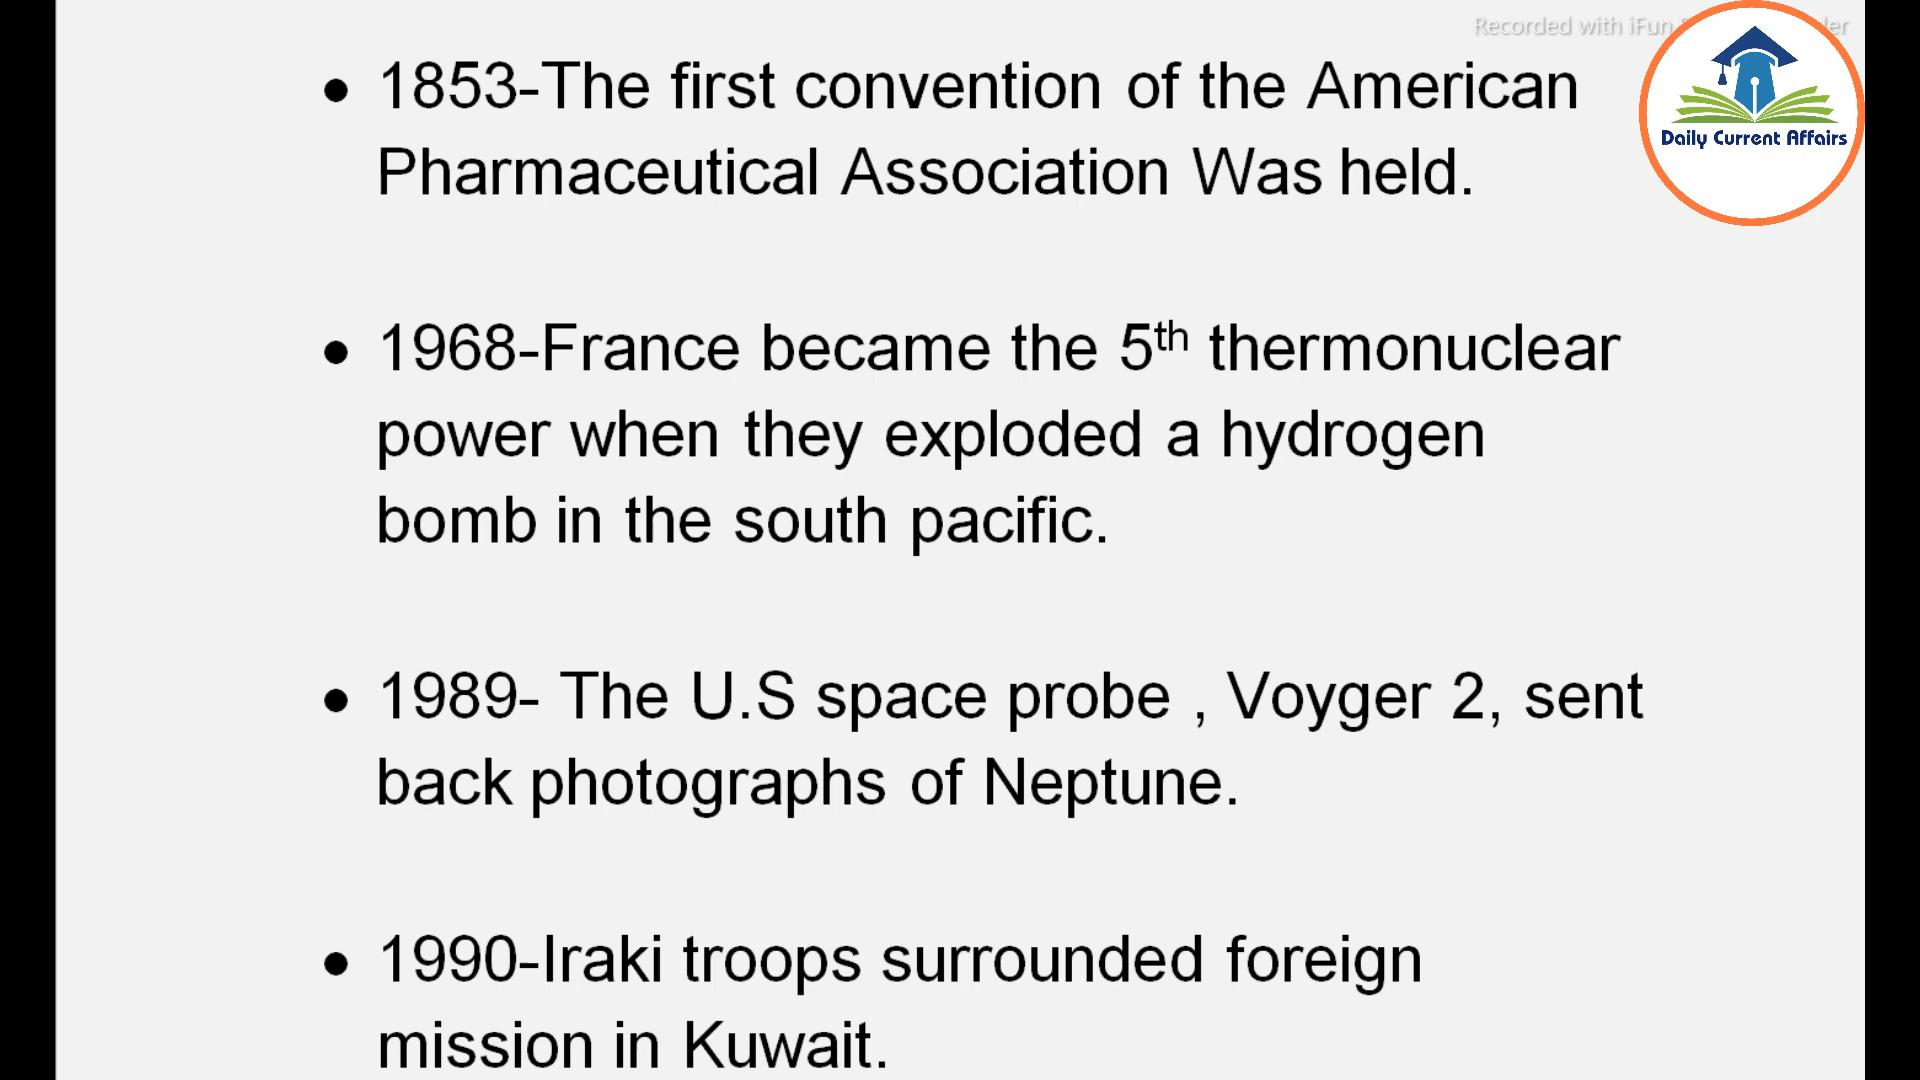 Recorded with iFun
Daily Current Affairs
• 1853-The first convention of the American
Pharmaceutical Association Was held.
• 1968-France became the 5th thermonuclear
power when they exploded a hydrogen
bomb in the south pacific.
• 1989- The U.S space probe , Voyger 2, sent
back photographs of Neptune.
• 1990-Iraki troops surrounded foreign
mission in Kuwait.